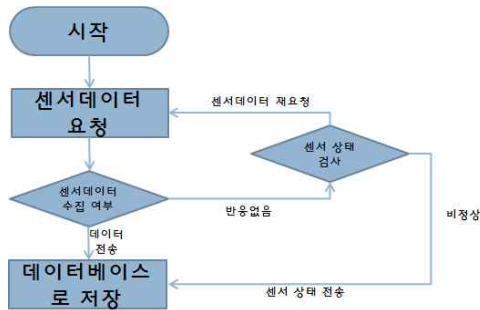 시작
센서데이터
요청
센서데이터 재요청
센서 상태
검사
센서데이터
수집 여부
반응없음
비정상
데이터
전송
데이터베이스
로 저장
센서 상태 전송